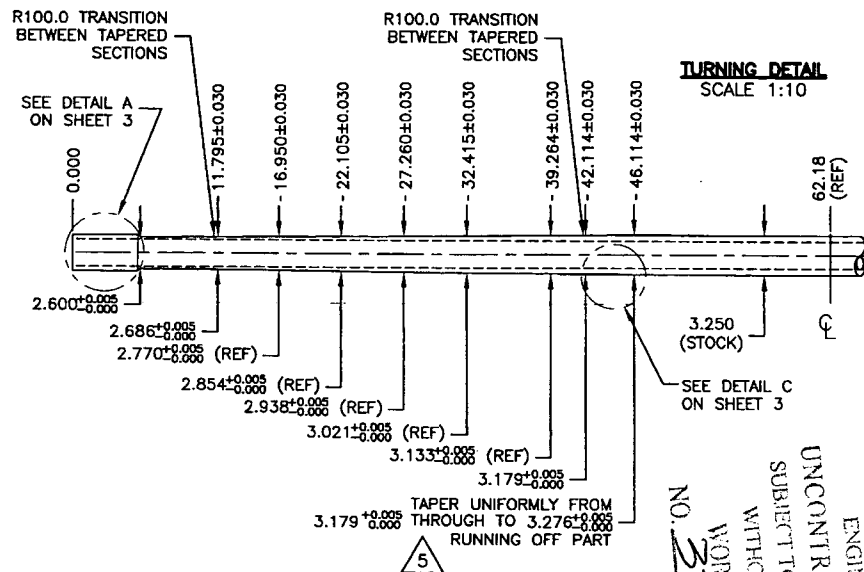 R100.0 TRANSITION
BETWEEN TAPERED
SECTIONS
R100.0 TRANSITION
BETWEEN TAPERED
SECTIONS
TURNING DETAIL
SCALE 1:10
SEE DETAIL A
ON SHEET 3
0.000
11.795±0.030
16.950±0.030
22.105±0.030
27.260±0.030
32.415±0.030
39.264±0.030
42.114±0.030
46.114±0.030
62.18
(REF)
2.600+0.005
-0.000
2.686+0.005
-0.000
2.770+0.005 (REF)
-0.000
2.854+0.005 (REF)
-0.000
2.938+0.005 (REF)
-0.000
3.021+0.005 (REF)
-0.000
3.133+0.005 (REF)
-0.000
3.179+0.005
-0.000
3.250
(STOCK)
℄
SEE DETAIL C
ON SHEET 3
TAPER UNIFORMLY FROM
3.179 +0.005 THROUGH TO 3.276+0.005
0.000 -0.000
RUNNING OFF PART
5
ENGI
UNCONTR
SUBJECT TO
WITHO
WOR
NO. 3